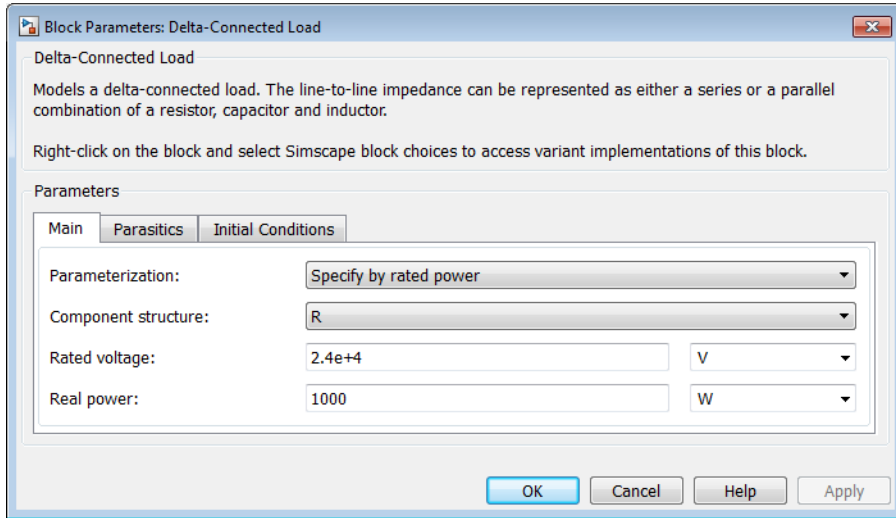 Block Parameters: Delta-Connected Load
Delta-Connected Load
Models a delta-connected load. The line-to-line impedance can be represented as either a series or a parallel
combination of a resistor, capacitor and inductor.
Right-click on the block and select Simscape block choices to access variant implementations of this block.
Parameters
Main Parasitics Initial Conditions
Parameterization: Specify by rated power
Component structure: R
Rated voltage: 2.4e+4 V
Real power: 1000 W
OK Cancel Help Apply